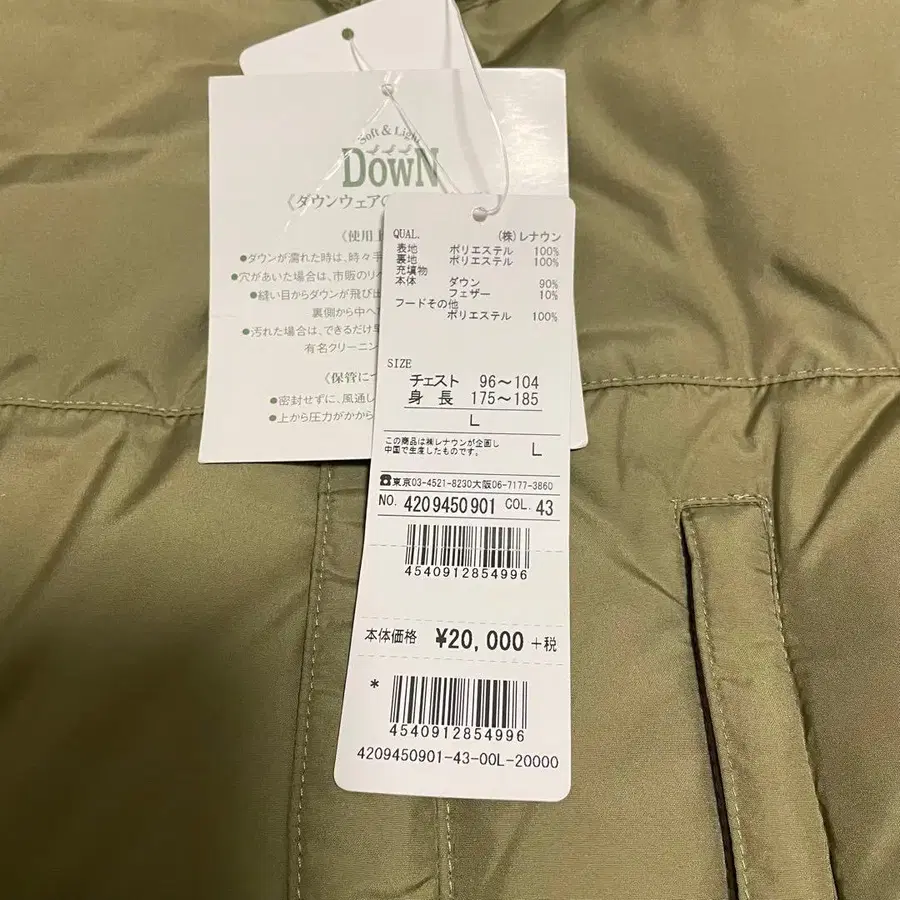 Soft & Light
DowN
《ダウンウェアの
《使用上
●ダウンが濡れた時は、時々手
●穴があいた場合は、市販のリペ
●縫い目からダウンが飛び出
裏側から中へ
●汚れた場合は、できるだけ
有名クリーニン
《保管につ
●密封せずに、風通し
●上から圧力がかから
QUAL. (株)レナウン
表地 ポリエステル 100%
裏地 ポリエステル 100%
充填物
本体 ダウン 90%
フェザー 10%
フードその他
ポリエステル 100%
SIZE
チェスト 96〜104
身長 175〜185
L
この商品は㈱レナウンが企画し
中国で生産したものです。 L
☎東京03-4521-8230大阪06-7177-3860
NO. 4209450901 COL. 43
4540912854996
本体価格 ¥20,000 +税
*
4540912854996
4209450901-43-00L-20000